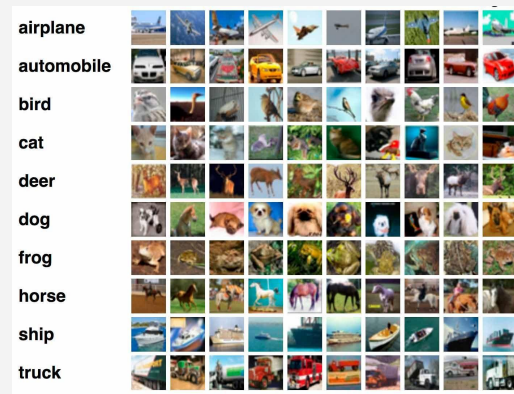 airplane
automobile
bird
cat
deer
dog
frog
horse
ship
truck